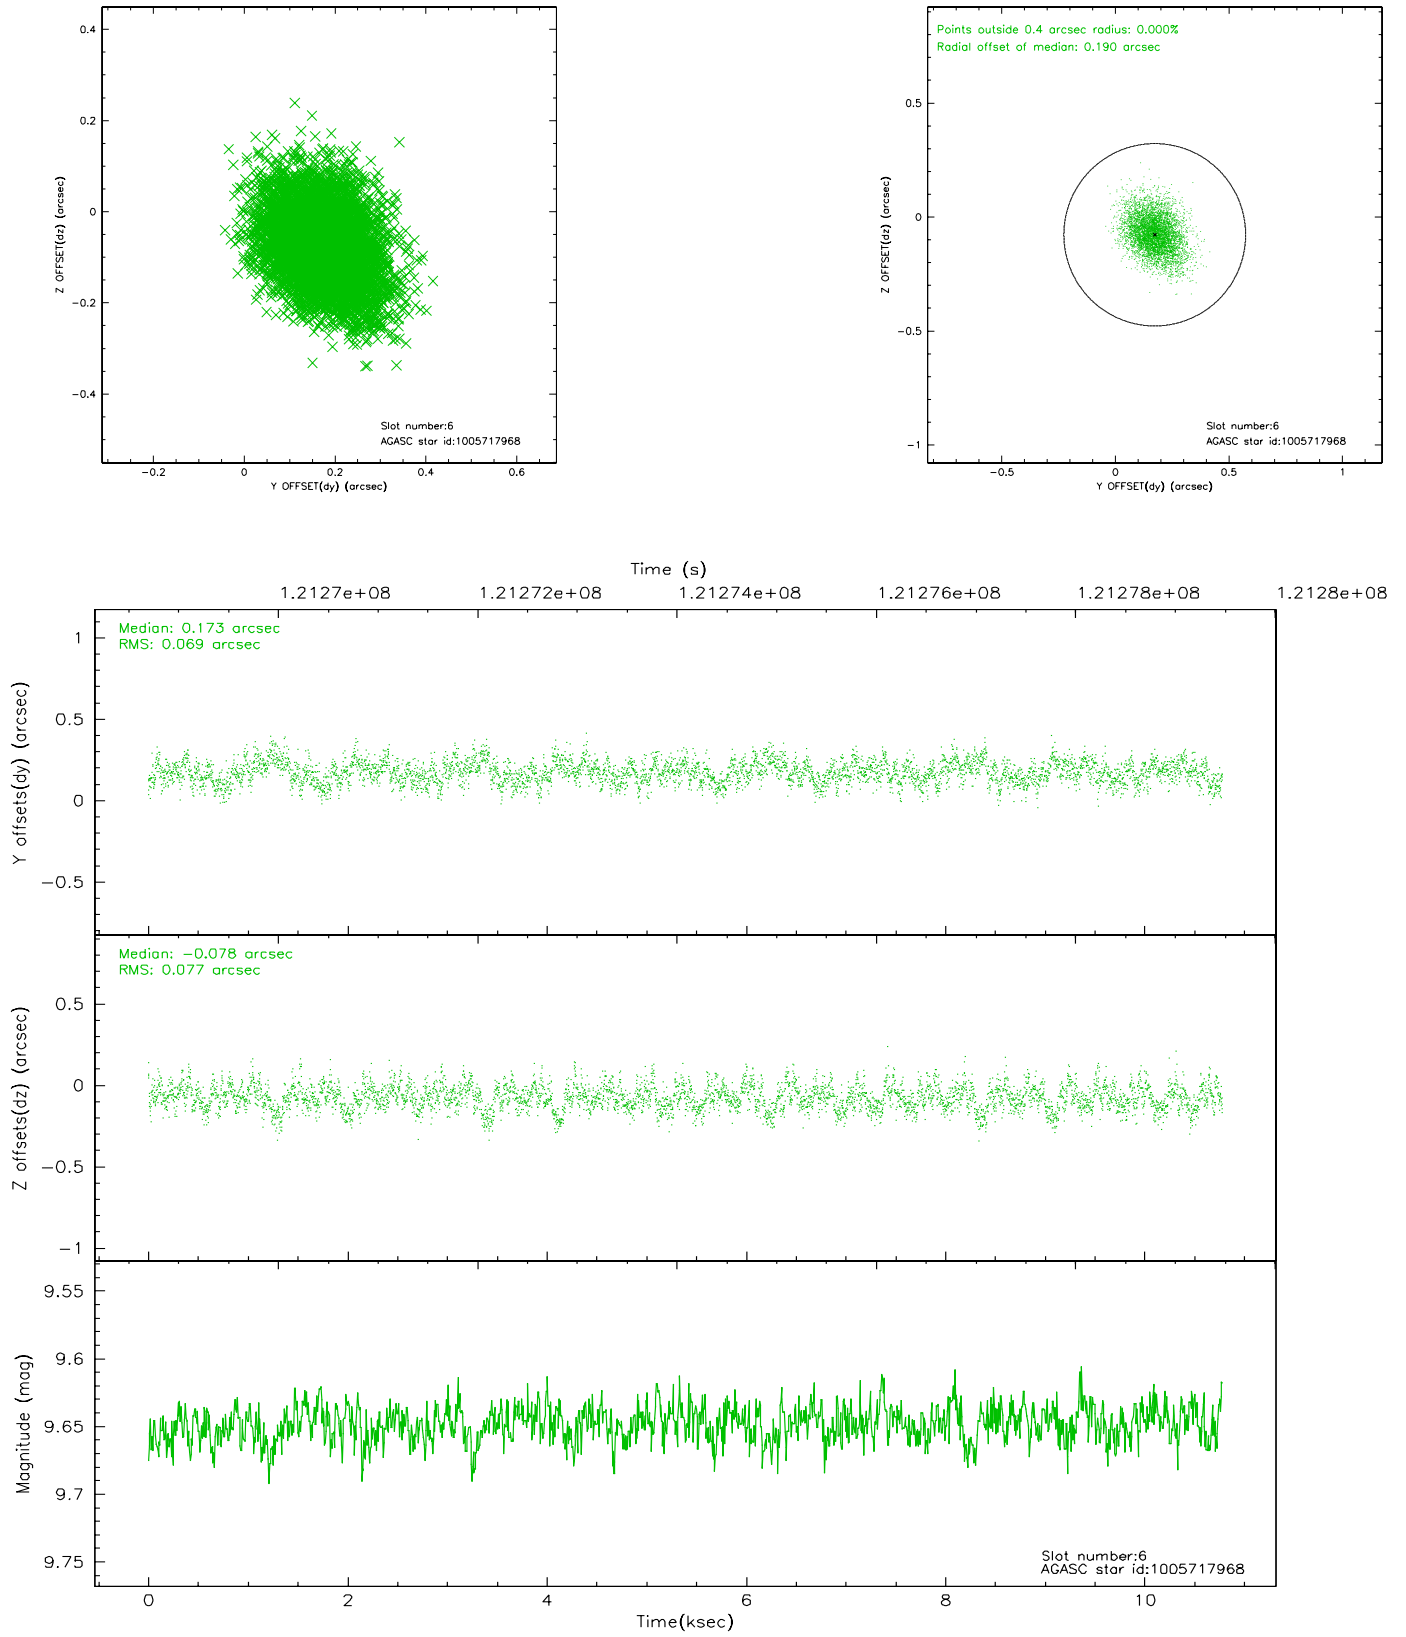 0.4
0.2
0
−0.2
−0.4
Z OFFSET(dz) (arcsec)
Slot number:6
AGASC star id:1005717968
−0.2 0 0.2 0.4 0.6
Y OFFSET(dy) (arcsec)
Points outside 0.4 arcsec radius: 0.000%
Radial offset of median: 0.190 arcsec
0.5
0
−0.5
−1
Z OFFSET(dz) (arcsec)
Slot number:6
AGASC star id:1005717968
−0.5 0 0.5 1
Y OFFSET(dy) (arcsec)
Time (s)
1.2127e+08 1.21272e+08 1.21274e+08 1.21276e+08 1.21278e+08 1.2128e+08
Median: 0.173 arcsec
RMS: 0.069 arcsec
1
0.5
0
−0.5
Y offsets(dy) (arcsec)
Median: −0.078 arcsec
RMS: 0.077 arcsec
0.5
0
−0.5
−1
Z offsets(dz) (arcsec)
9.55
9.6
9.65
9.7
9.75
Magnitude (mag)
Slot number:6
AGASC star id:1005717968
0 2 4 6 8 10
Time(ksec)